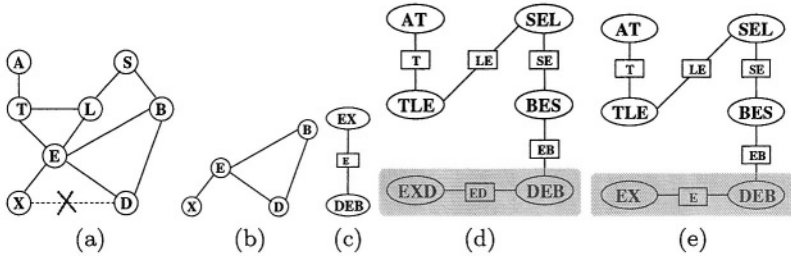 A S
T L B
E
X D
(a)
B
E
X D
(b)
EX
E
DEB
(c)
AT SEL
T LE SE
TLE BES
EB
EXD ED DEB
(d)
AT SEL
T LE SE
TLE BES
EB
EX E DEB
(e)